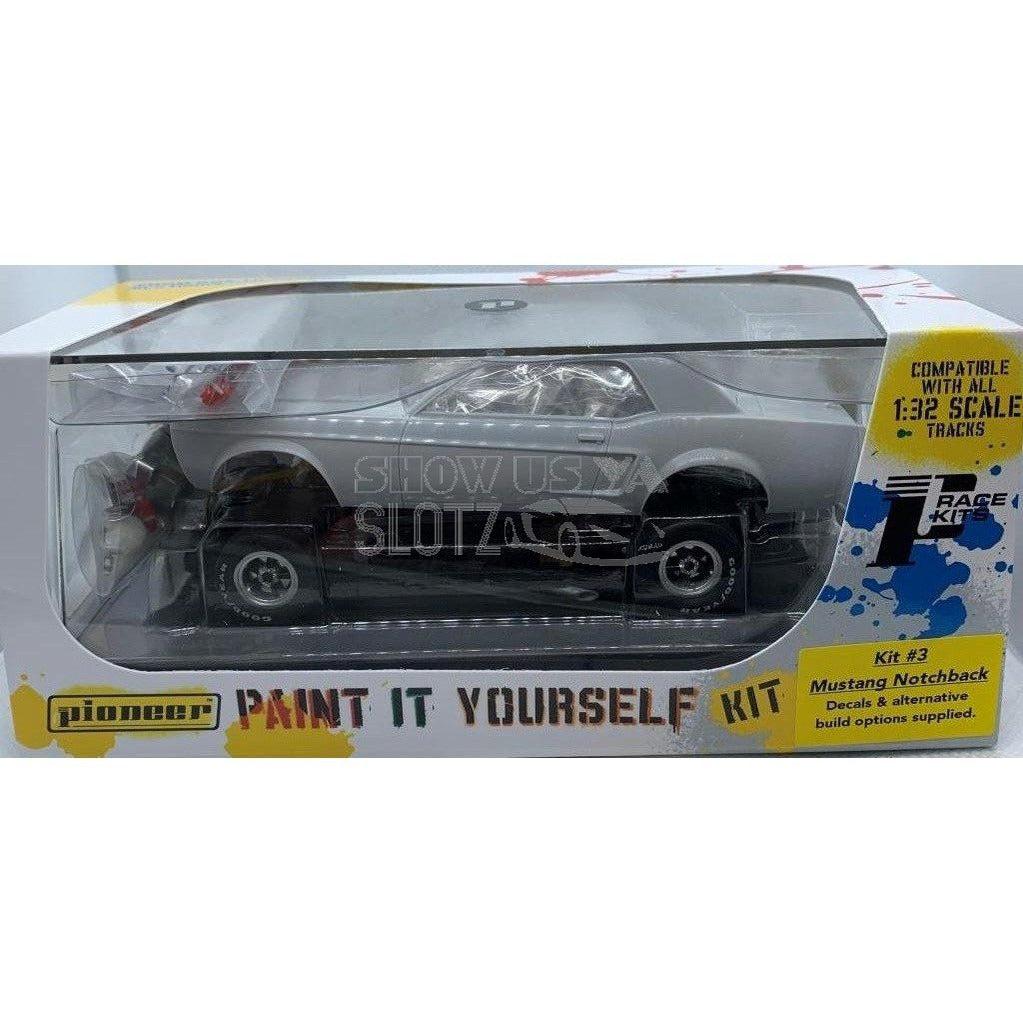 COMPATIBLE
WITH ALL
1:32 SCALE
TRACKS
RACE
KITS
SHOW US YA
SLOTZ
GOODYEAR
GOODYEAR
Kit #3
Mustang Notchback
Decals & alternative
build options supplied.
pioneer
PAINT IT YOURSELF KIT